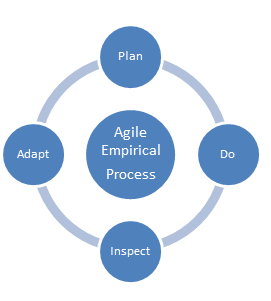 Plan
Agile
Empirical
Process
Adapt
Do
Inspect